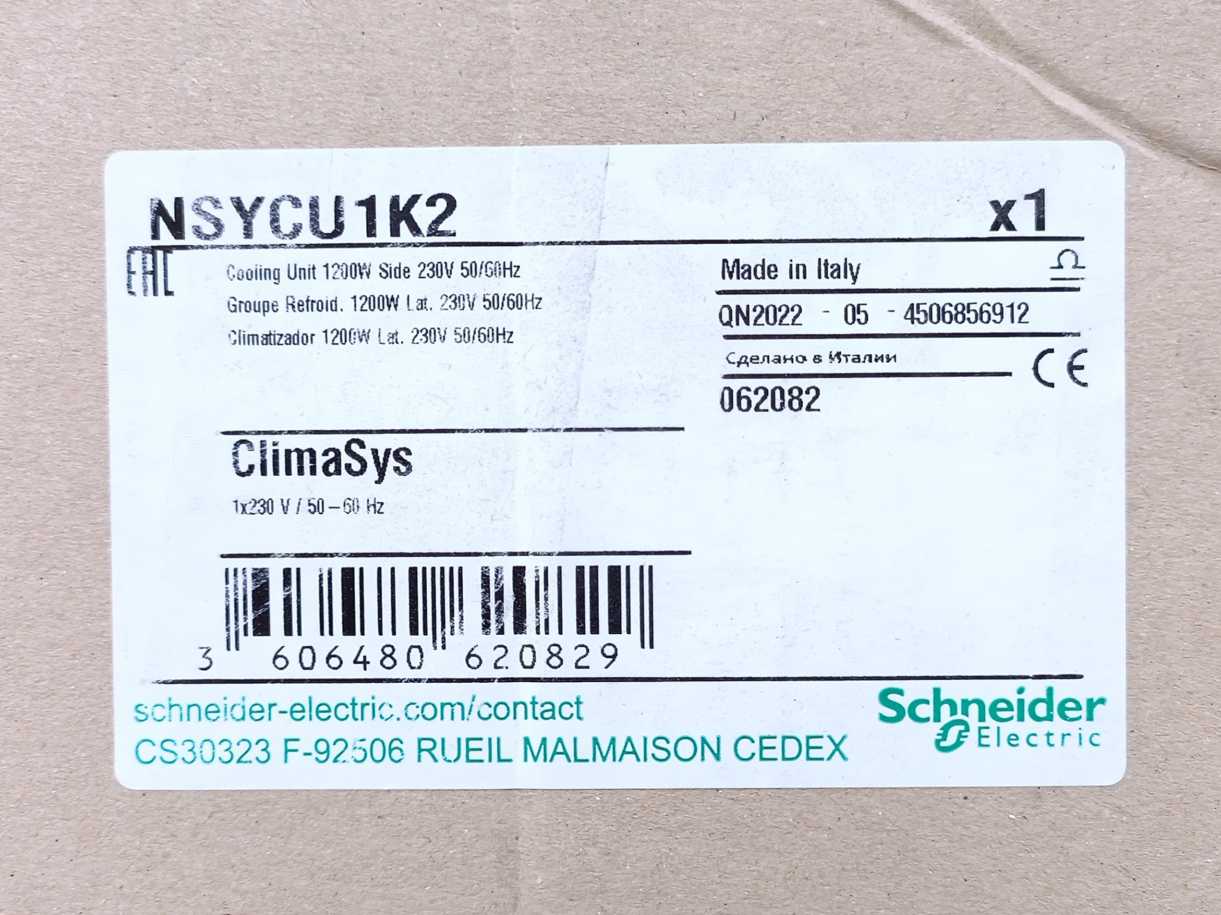 NSYCU1K2 x1
EAC
Cooling Unit 1200W Side 230V 50/60Hz
Groupe Refroid. 1200W Lat. 230V 50/60Hz
Climatizador 1200W Lat. 230V 50/60Hz
Made in Italy
QN2022 - 05 - 4506856912
Сделано в Италии
CE
062082
ClimaSys
1x230 V / 50-60 Hz
3 606480 620829
schneider-electric.com/contact
CS30323 F-92506 RUEIL MALMAISON CEDEX
Schneider
Electric